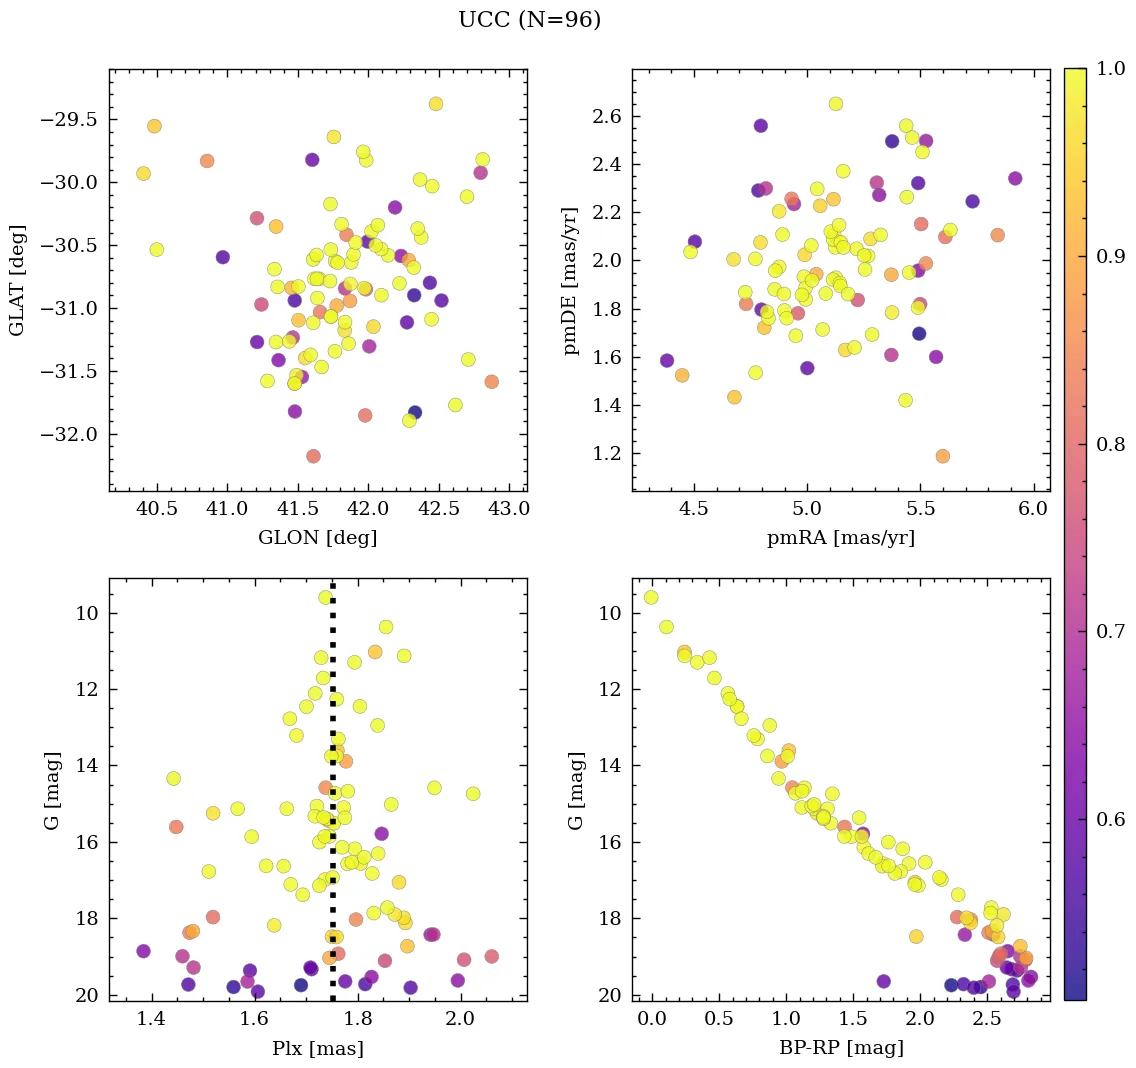 UCC (N=96)
−29.5
−30.0
−30.5
−31.0
−31.5
−32.0
GLAT [deg]
40.5 41.0 41.5 42.0 42.5 43.0
GLON [deg]
2.6
2.4
2.2
2.0
1.8
1.6
1.4
1.2
pmDE [mas/yr]
4.5 5.0 5.5 6.0
pmRA [mas/yr]
1.0
0.9
0.8
0.7
0.6
10
12
14
16
18
20
G [mag]
1.4 1.6 1.8 2.0
Plx [mas]
10
12
14
16
18
20
G [mag]
0.0 0.5 1.0 1.5 2.0 2.5
BP-RP [mag]